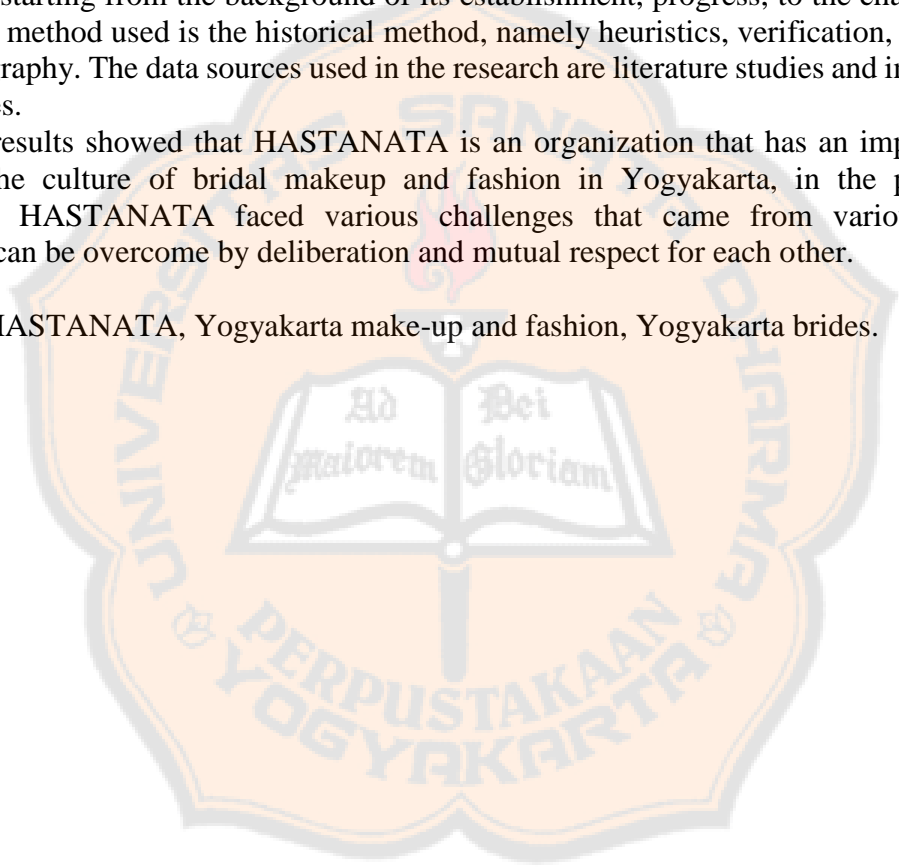 starting from the background of its establishment, progress, to the cha
method used is the historical method, namely heuristics, verification,
raphy. The data sources used in the research are literature studies and in
es.
results showed that HASTANATA is an organization that has an imp
he culture of bridal makeup and fashion in Yogyakarta, in the p
HASTANATA faced various challenges that came from vario
can be overcome by deliberation and mutual respect for each other.
HASTANATA, Yogyakarta make-up and fashion, Yogyakarta brides.
UNIVERSITAS SANATA DHARMA
Ad Dei
maiorem Gloriam
PERPUSTAKAAN
YOGYAKARTA